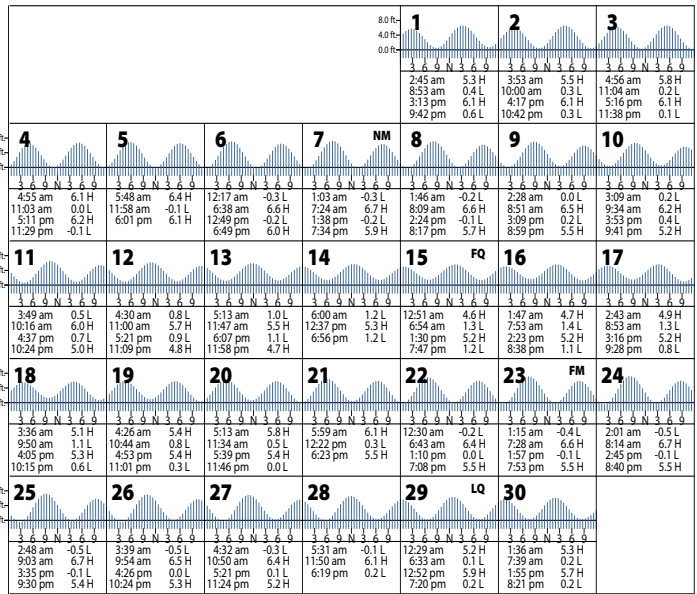 8.0 ft
4.0 ft
0.0 ft
1
3 6 9 N 3 6 9
2:45 am 5.3 H
8:53 am 0.4 L
3:13 pm 6.1 H
9:42 pm 0.6 L
2
3 6 9 N 3 6 9
3:53 am 5.5 H
10:00 am 0.3 L
4:17 pm 6.1 H
10:42 pm 0.3 L
3
3 6 9 N 3 6 9
4:56 am 5.8 H
11:04 am 0.2 L
5:16 pm 6.1 H
11:38 pm 0.1 L
4
3 6 9 N 3 6 9
4:55 am 6.1 H
11:03 am 0.0 L
5:11 pm 6.2 H
11:29 pm -0.1 L
5
3 6 9 N 3 6 9
5:48 am 6.4 H
11:58 am -0.1 L
6:01 pm 6.1 H
6
3 6 9 N 3 6 9
12:17 am -0.3 L
6:38 am 6.6 H
12:49 pm -0.2 L
6:49 pm 6.0 H
7 NM
3 6 9 N 3 6 9
1:03 am -0.3 L
7:24 am 6.7 H
1:38 pm -0.2 L
7:34 pm 5.9 H
8
3 6 9 N 3 6 9
1:46 am -0.2 L
8:09 am 6.6 H
2:24 pm -0.1 L
8:17 pm 5.7 H
9
3 6 9 N 3 6 9
2:28 am 0.0 L
8:51 am 6.5 H
3:09 pm 0.2 L
8:59 pm 5.5 H
10
3 6 9 N 3 6 9
3:09 am 0.2 L
9:34 am 6.2 H
3:53 pm 0.4 L
9:41 pm 5.2 H
11
3 6 9 N 3 6 9
3:49 am 0.5 L
10:16 am 6.0 H
4:37 pm 0.7 L
10:24 pm 5.0 H
12
3 6 9 N 3 6 9
4:30 am 0.8 L
11:00 am 5.7 H
5:21 pm 0.9 L
11:09 pm 4.8 H
13
3 6 9 N 3 6 9
5:13 am 1.0 L
11:47 am 5.5 H
6:07 pm 1.1 L
11:58 pm 4.7 H
14
3 6 9 N 3 6 9
6:00 am 1.2 L
12:37 pm 5.3 H
6:56 pm 1.2 L
15 FQ
3 6 9 N 3 6 9
12:51 am 4.6 H
6:54 am 1.3 L
1:30 pm 5.2 H
7:47 pm 1.2 L
16
3 6 9 N 3 6 9
1:47 am 4.7 H
7:53 am 1.4 L
2:23 pm 5.2 H
8:38 pm 1.1 L
17
3 6 9 N 3 6 9
2:43 am 4.9 H
8:53 am 1.3 L
3:16 pm 5.2 H
9:28 pm 0.8 L
18
3 6 9 N 3 6 9
3:36 am 5.1 H
9:50 am 1.1 L
4:05 pm 5.3 H
10:15 pm 0.6 L
19
3 6 9 N 3 6 9
4:26 am 5.4 H
10:44 am 0.8 L
4:53 pm 5.4 H
11:01 pm 0.3 L
20
3 6 9 N 3 6 9
5:13 am 5.8 H
11:34 am 0.5 L
5:39 pm 5.4 H
11:46 pm 0.0 L
21
3 6 9 N 3 6 9
5:59 am 6.1 H
12:22 pm 0.3 L
6:23 pm 5.5 H
22
3 6 9 N 3 6 9
12:30 am -0.2 L
6:43 am 6.4 H
1:10 pm 0.0 L
7:08 pm 5.5 H
23 FM
3 6 9 N 3 6 9
1:15 am -0.4 L
7:28 am 6.6 H
1:57 pm -0.1 L
7:53 pm 5.5 H
24
3 6 9 N 3 6 9
2:01 am -0.5 L
8:14 am 6.7 H
2:45 pm -0.1 L
8:40 pm 5.5 H
25
3 6 9 N 3 6 9
2:48 am -0.5 L
9:03 am 6.7 H
3:35 pm -0.1 L
9:30 pm 5.4 H
26
3 6 9 N 3 6 9
3:39 am -0.5 L
9:54 am 6.5 H
4:26 pm 0.0 L
10:24 pm 5.3 H
27
3 6 9 N 3 6 9
4:32 am -0.3 L
10:50 am 6.4 H
5:21 pm 0.1 L
11:24 pm 5.2 H
28
3 6 9 N 3 6 9
5:31 am -0.1 L
11:50 am 6.1 H
6:19 pm 0.2 L
29 LQ
3 6 9 N 3 6 9
12:29 am 5.2 H
6:33 am 0.1 L
12:52 pm 5.9 H
7:20 pm 0.2 L
30
3 6 9 N 3 6 9
1:36 am 5.3 H
7:39 am 0.2 L
1:55 pm 5.7 H
8:21 pm 0.2 L